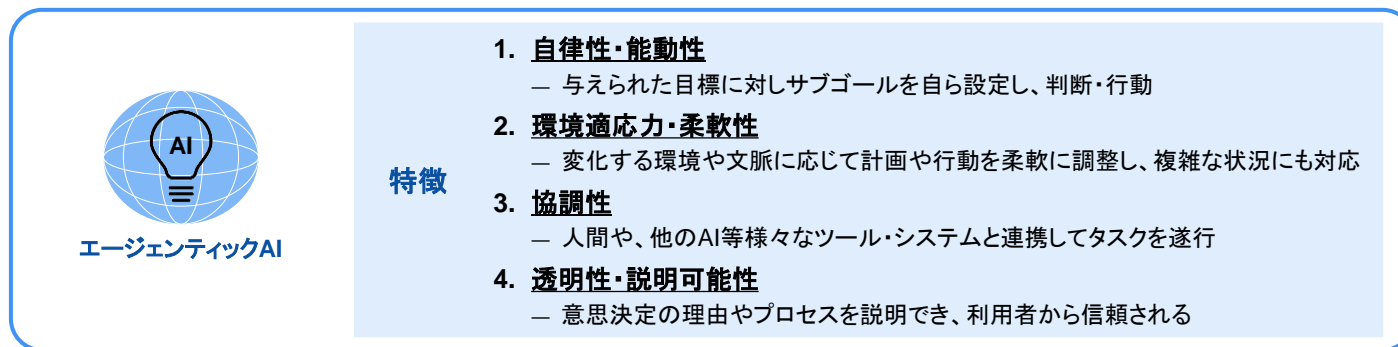 AI
エージェンティックAI
特徴
1. 自律性・能動性
― 与えられた目標に対しサブゴールを自ら設定し、判断・行動
2. 環境適応力・柔軟性
― 変化する環境や文脈に応じて計画や行動を柔軟に調整し、複雑な状況にも対応
3. 協調性
― 人間や、他のAI等様々なツール・システムと連携してタスクを遂行
4. 透明性・説明可能性
― 意思決定の理由やプロセスを説明でき、利用者から信頼される